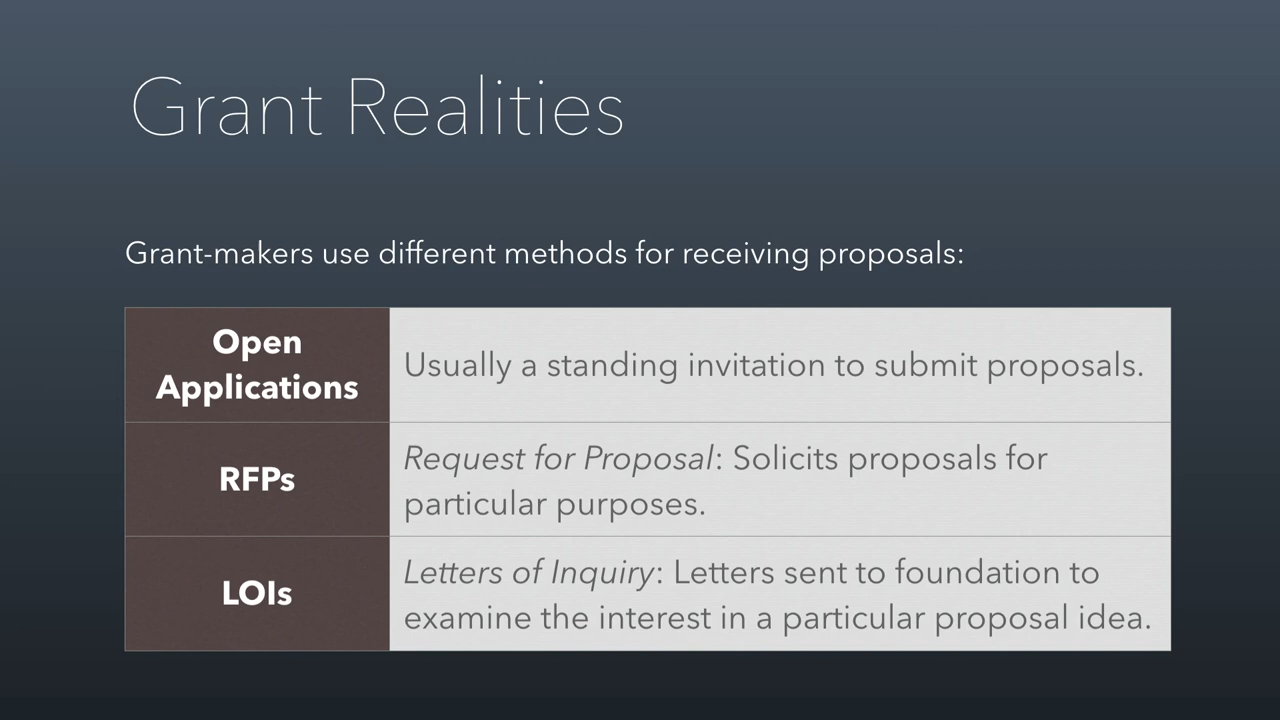 Grant Realities
Grant-makers use different methods for receiving proposals:
Open
Applications
Usually a standing invitation to submit proposals.
RFPs
Request for Proposal: Solicits proposals for
particular purposes.
LOIs
Letters of Inquiry: Letters sent to foundation to
examine the interest in a particular proposal idea.